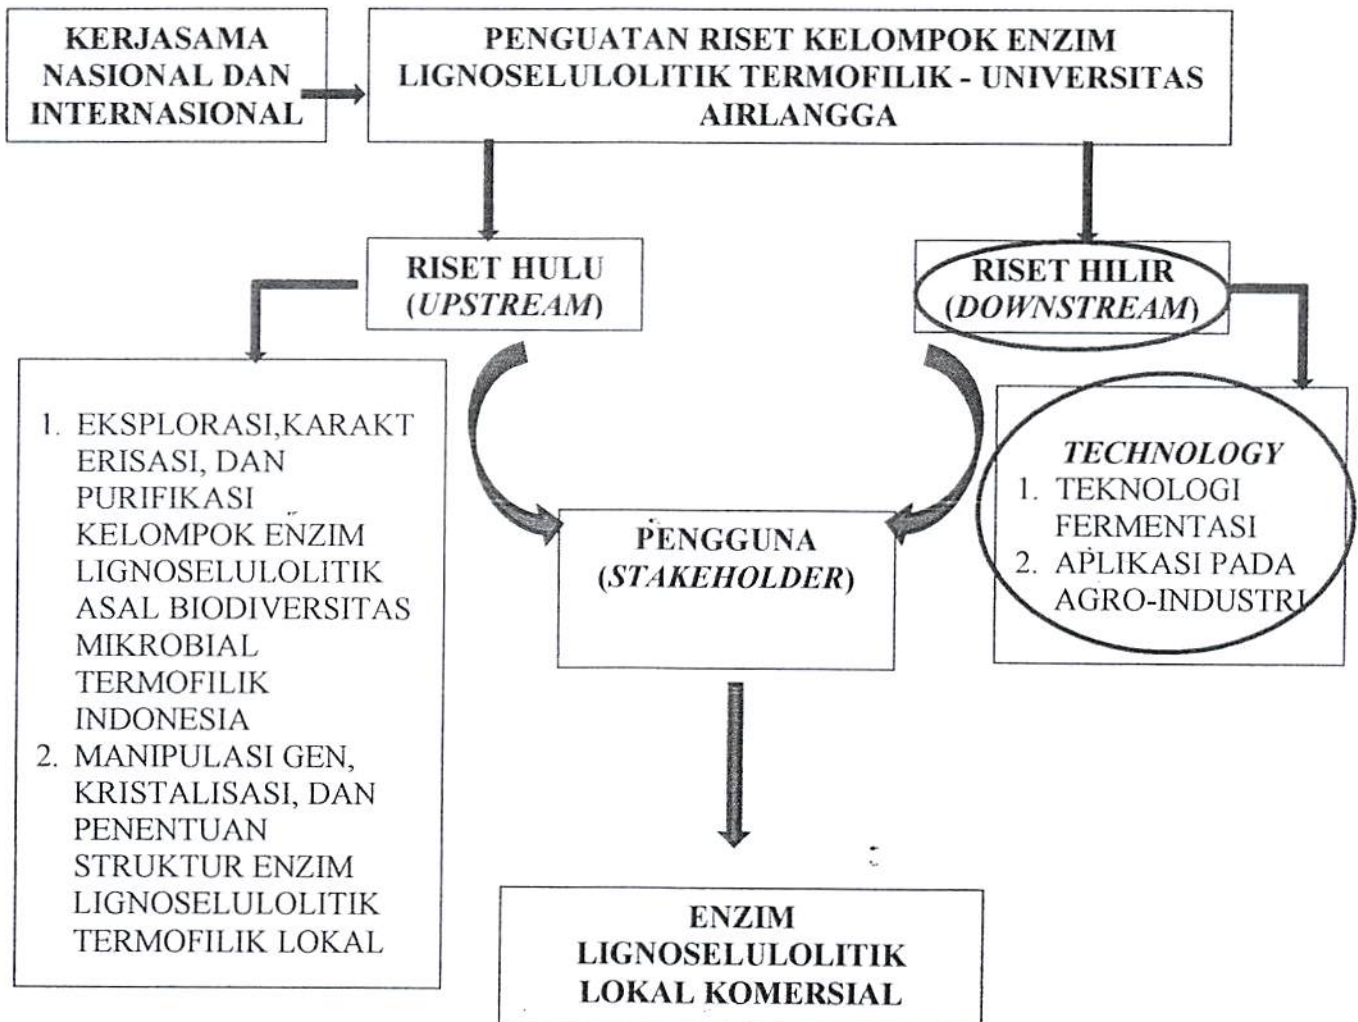 KERJASAMA
NASIONAL DAN
INTERNASIONAL
PENGUATAN RISET KELOMPOK ENZIM
LIGNOSELULOLITIK TERMOFILIK - UNIVERSITAS
AIRLANGGA
RISET HULU
(UPSTREAM)
RISET HILIR
(DOWNSTREAM)
1. EKSPLORASI,KARAKT
ERISASI, DAN
PURIFIKASI
KELOMPOK ENZIM
LIGNOSELULOLITIK
ASAL BIODIVERSITAS
MIKROBIAL
TERMOFILIK
INDONESIA
2. MANIPULASI GEN,
KRISTALISASI, DAN
PENENTUAN
STRUKTUR ENZIM
LIGNOSELULOLITIK
TERMOFILIK LOKAL
PENGGUNA
(STAKEHOLDER)
TECHNOLOGY
1. TEKNOLOGI
FERMENTASI
2. APLIKASI PADA
AGRO-INDUSTRI
ENZIM
LIGNOSELULOLITIK
LOKAL KOMERSIAL